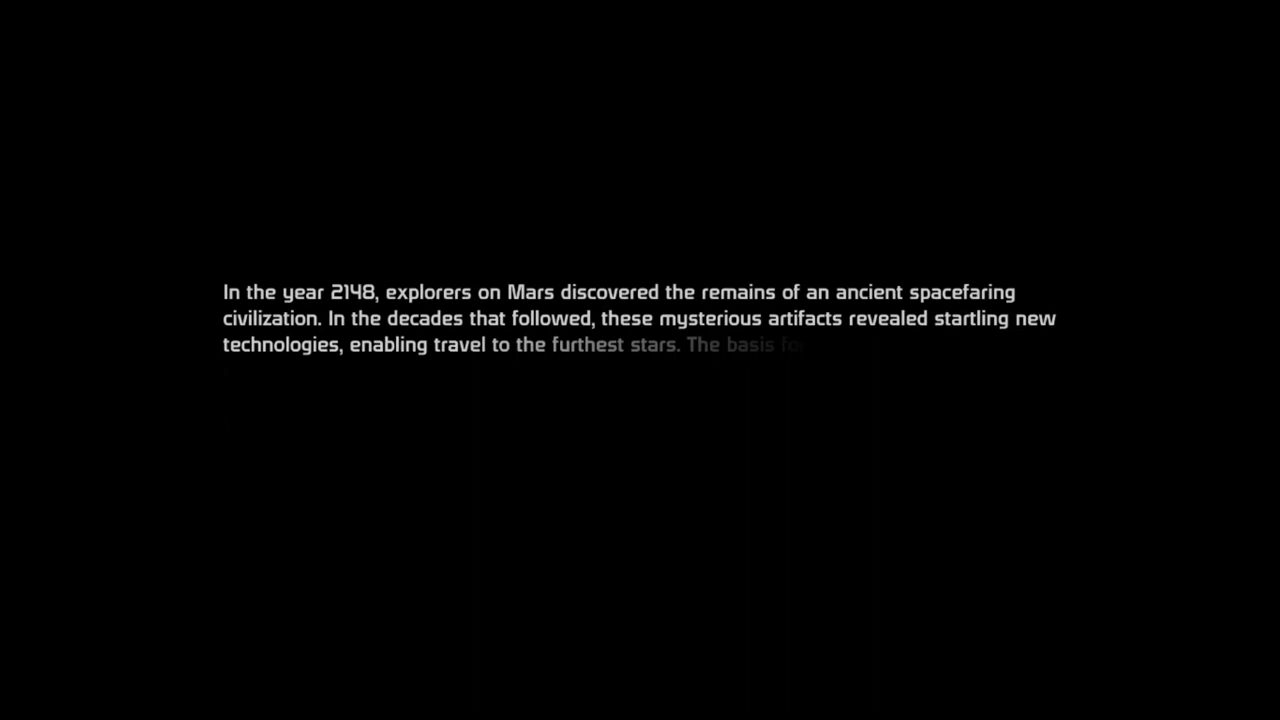 In the year 2148, explorers on Mars discovered the remains of an ancient spacefaring
civilization. In the decades that followed, these mysterious artifacts revealed startling new
technologies, enabling travel to the furthest stars. The basis for